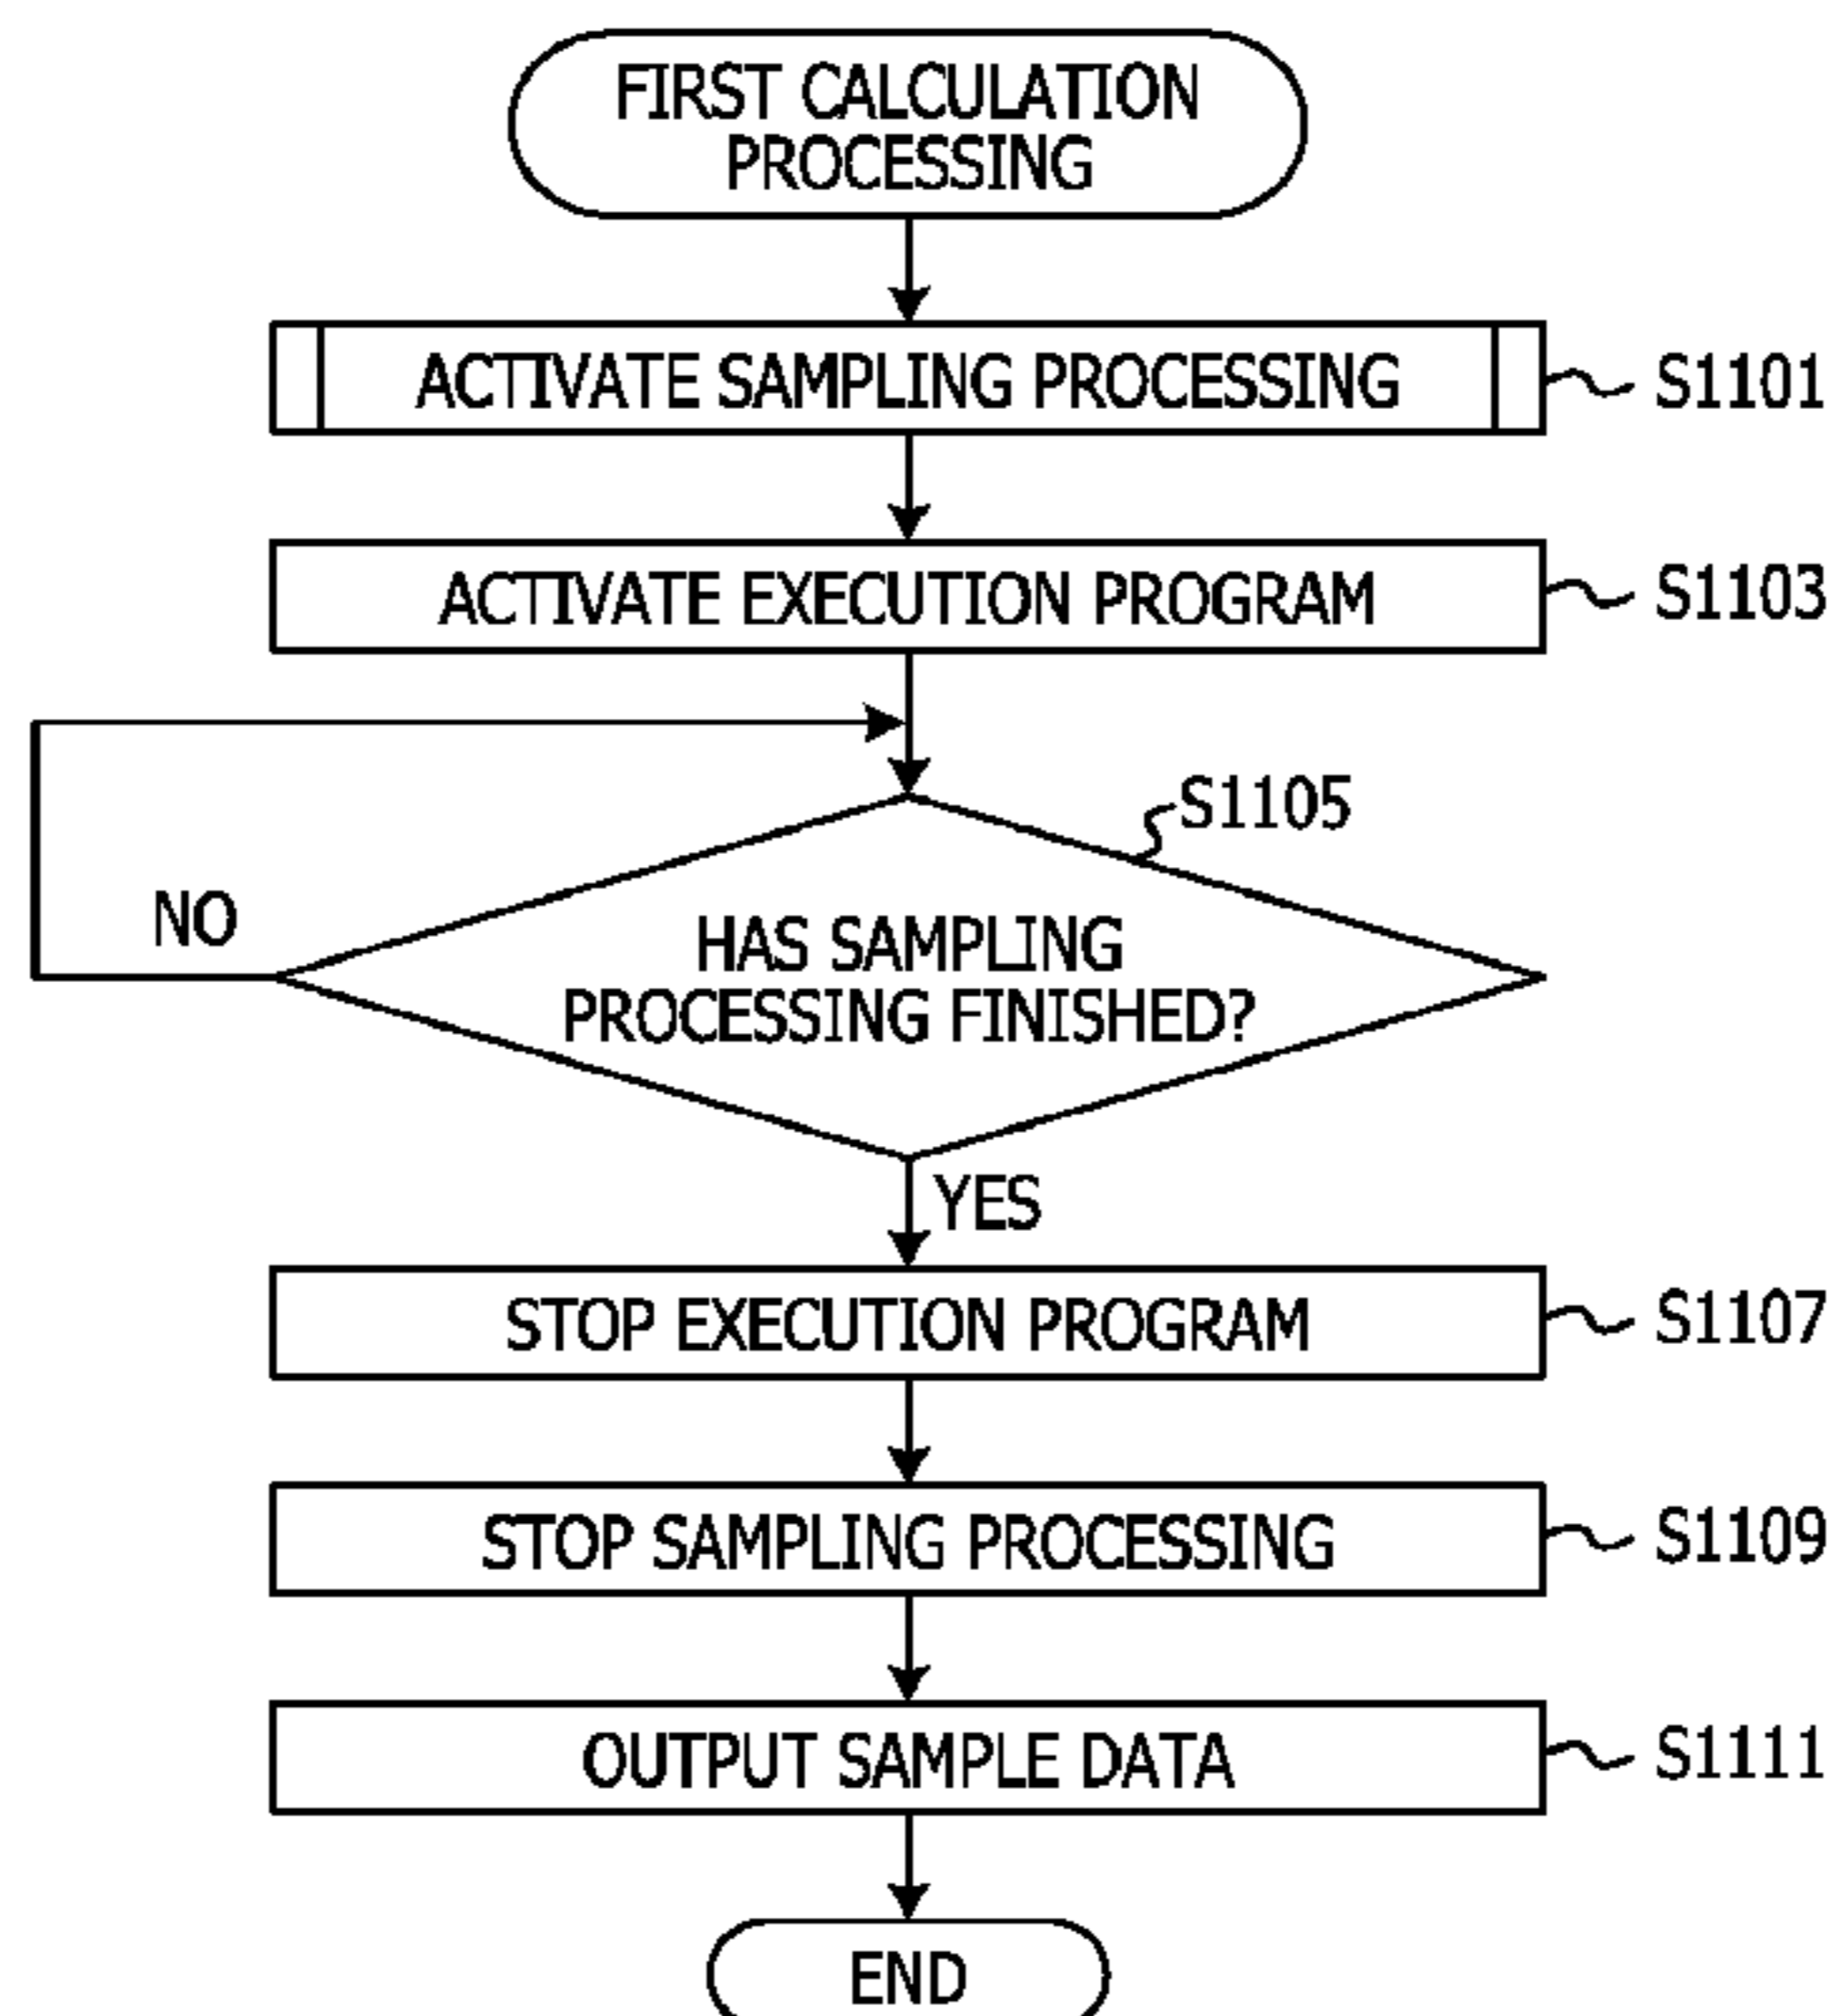 FIRST CALCULATION
PROCESSING
ACTIVATE SAMPLING PROCESSING
S1101
ACTIVATE EXECUTION PROGRAM
S1103
S1105
NO
HAS SAMPLING
PROCESSING FINISHED?
YES
STOP EXECUTION PROGRAM
S1107
STOP SAMPLING PROCESSING
S1109
OUTPUT SAMPLE DATA
S1111
END